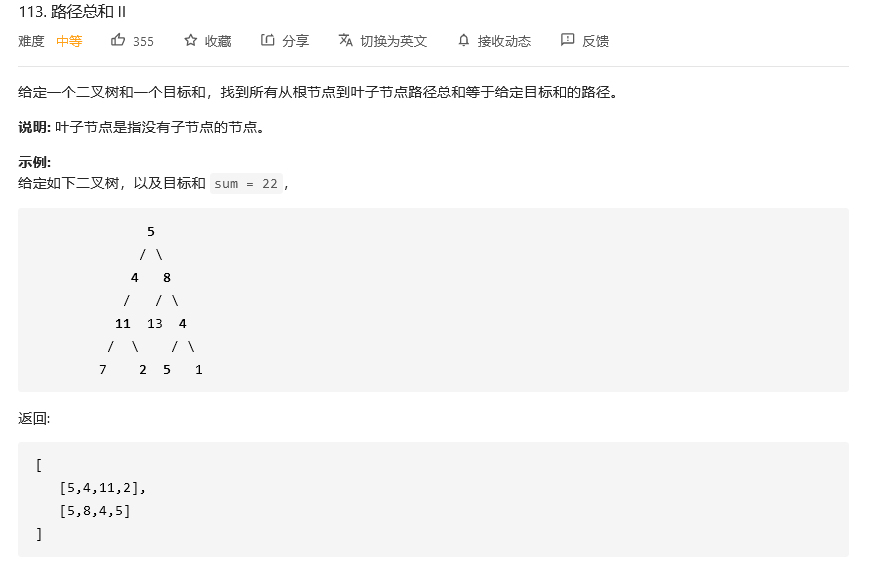 113. 路径总和 II
难度 中等 355 收藏 分享 切换为英文 接收动态 反馈
给定一个二叉树和一个目标和，找到所有从根节点到叶子节点路径总和等于给定目标和的路径。
说明: 叶子节点是指没有子节点的节点。
示例:
给定如下二叉树，以及目标和 sum = 22，
5
/ \
4 8
/ / \
11 13 4
/ \ / \
7 2 5 1
返回:
[
[5,4,11,2],
[5,8,4,5]
]